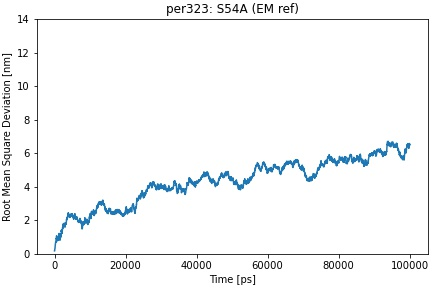 per323: S54A (EM ref)
Root Mean Square Deviation [nm]
14
12
10
8
6
4
2
0
0 20000 40000 60000 80000 100000
Time [ps]